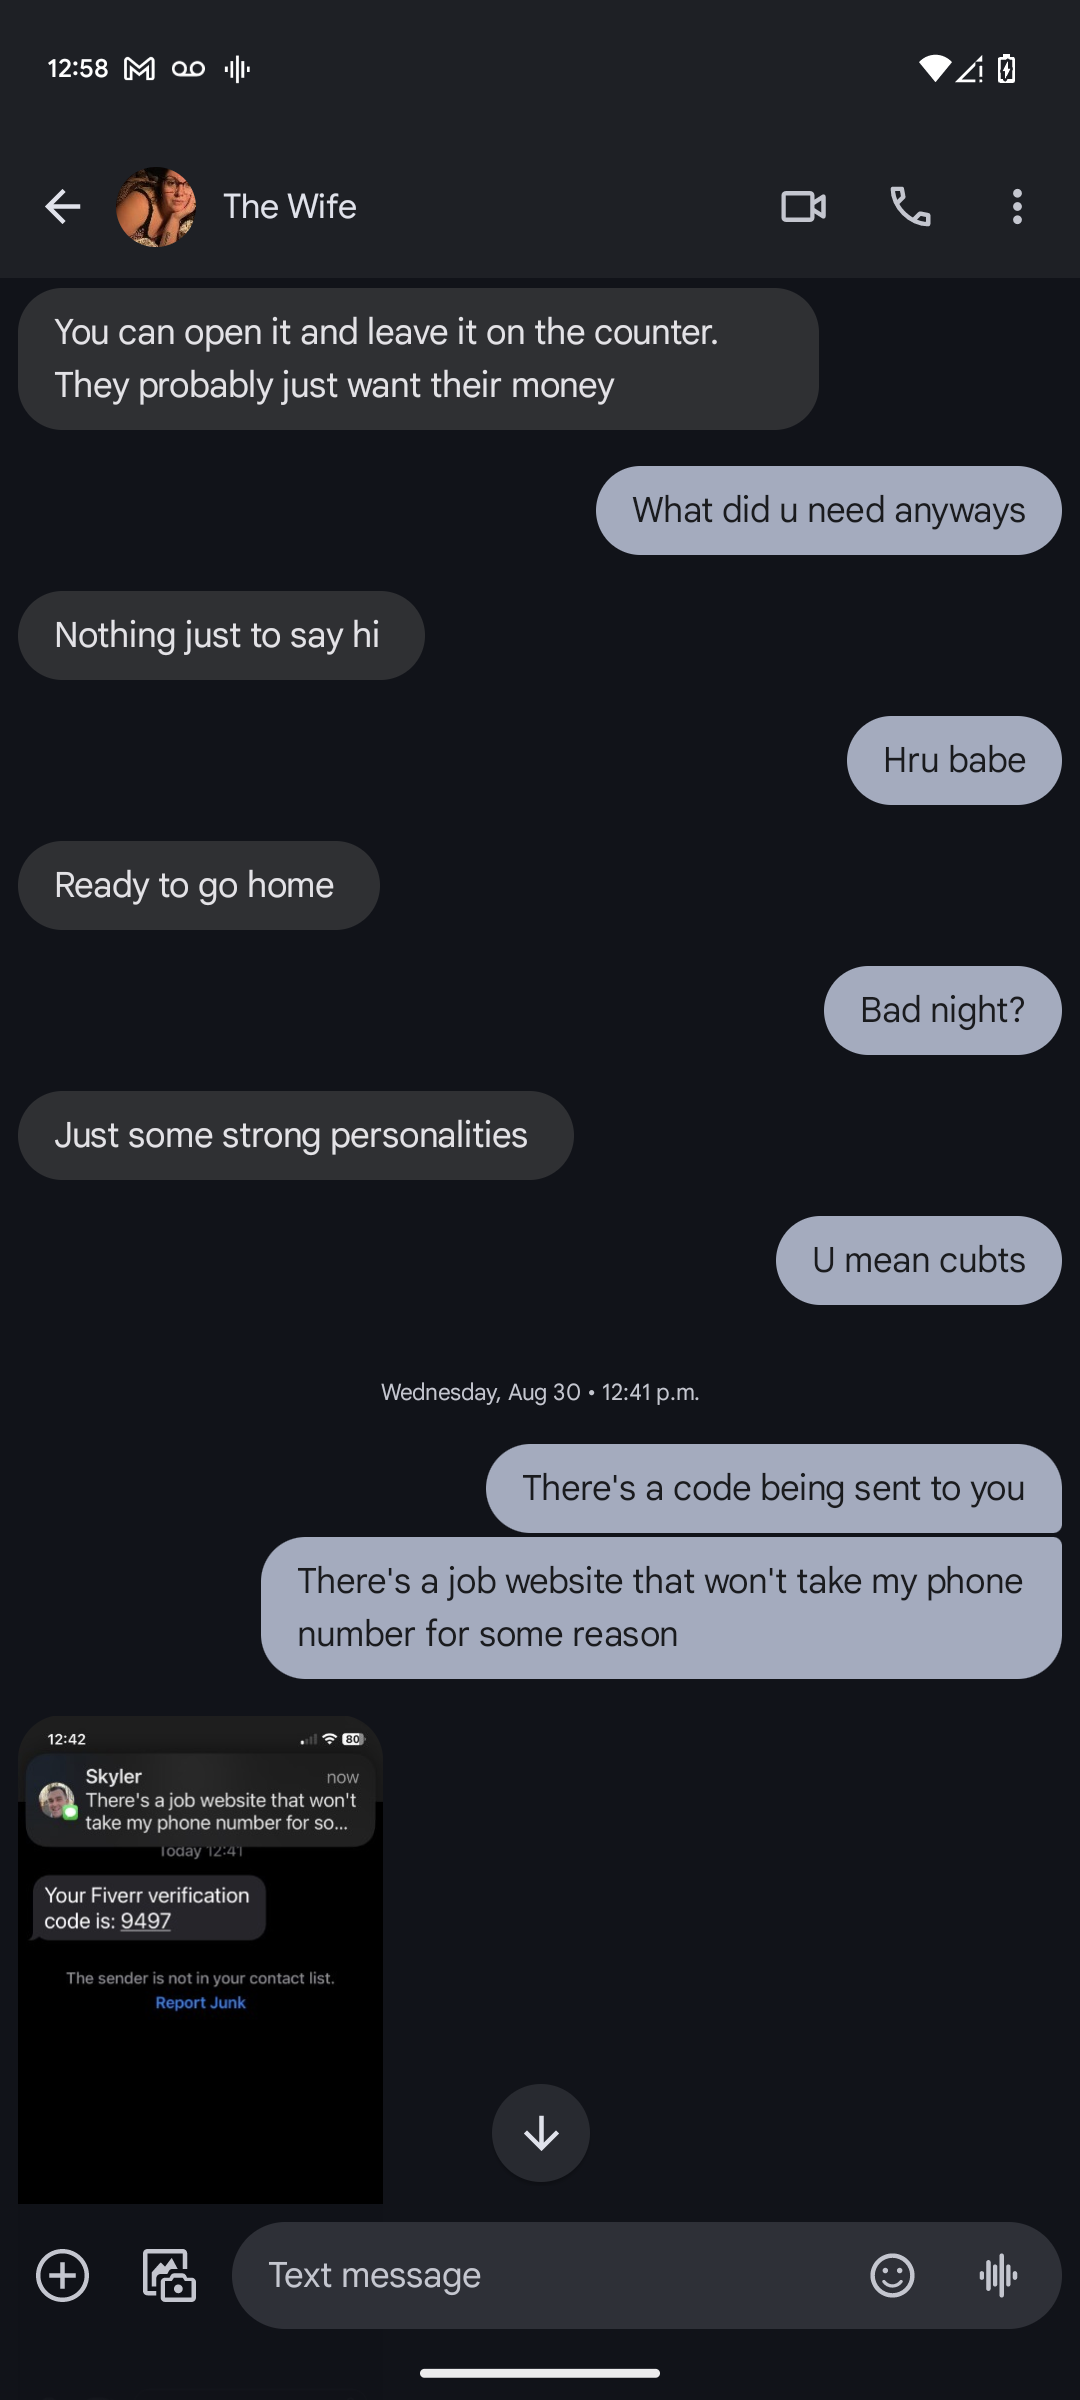 12:58
The Wife
You can open it and leave it on the counter.
They probably just want their money
What did u need anyways
Nothing just to say hi
Hru babe
Ready to go home
Bad night?
Just some strong personalities
U mean cubts
Wednesday, Aug 30 • 12:41 p.m.
There's a code being sent to you
There's a job website that won't take my phone
number for some reason
12:42
80
Skyler
now
There's a job website that won't
take my phone number for so...
Today 12:41
Your Fiverr verification
code is: 9497
The sender is not in your contact list.
Report Junk
Text message